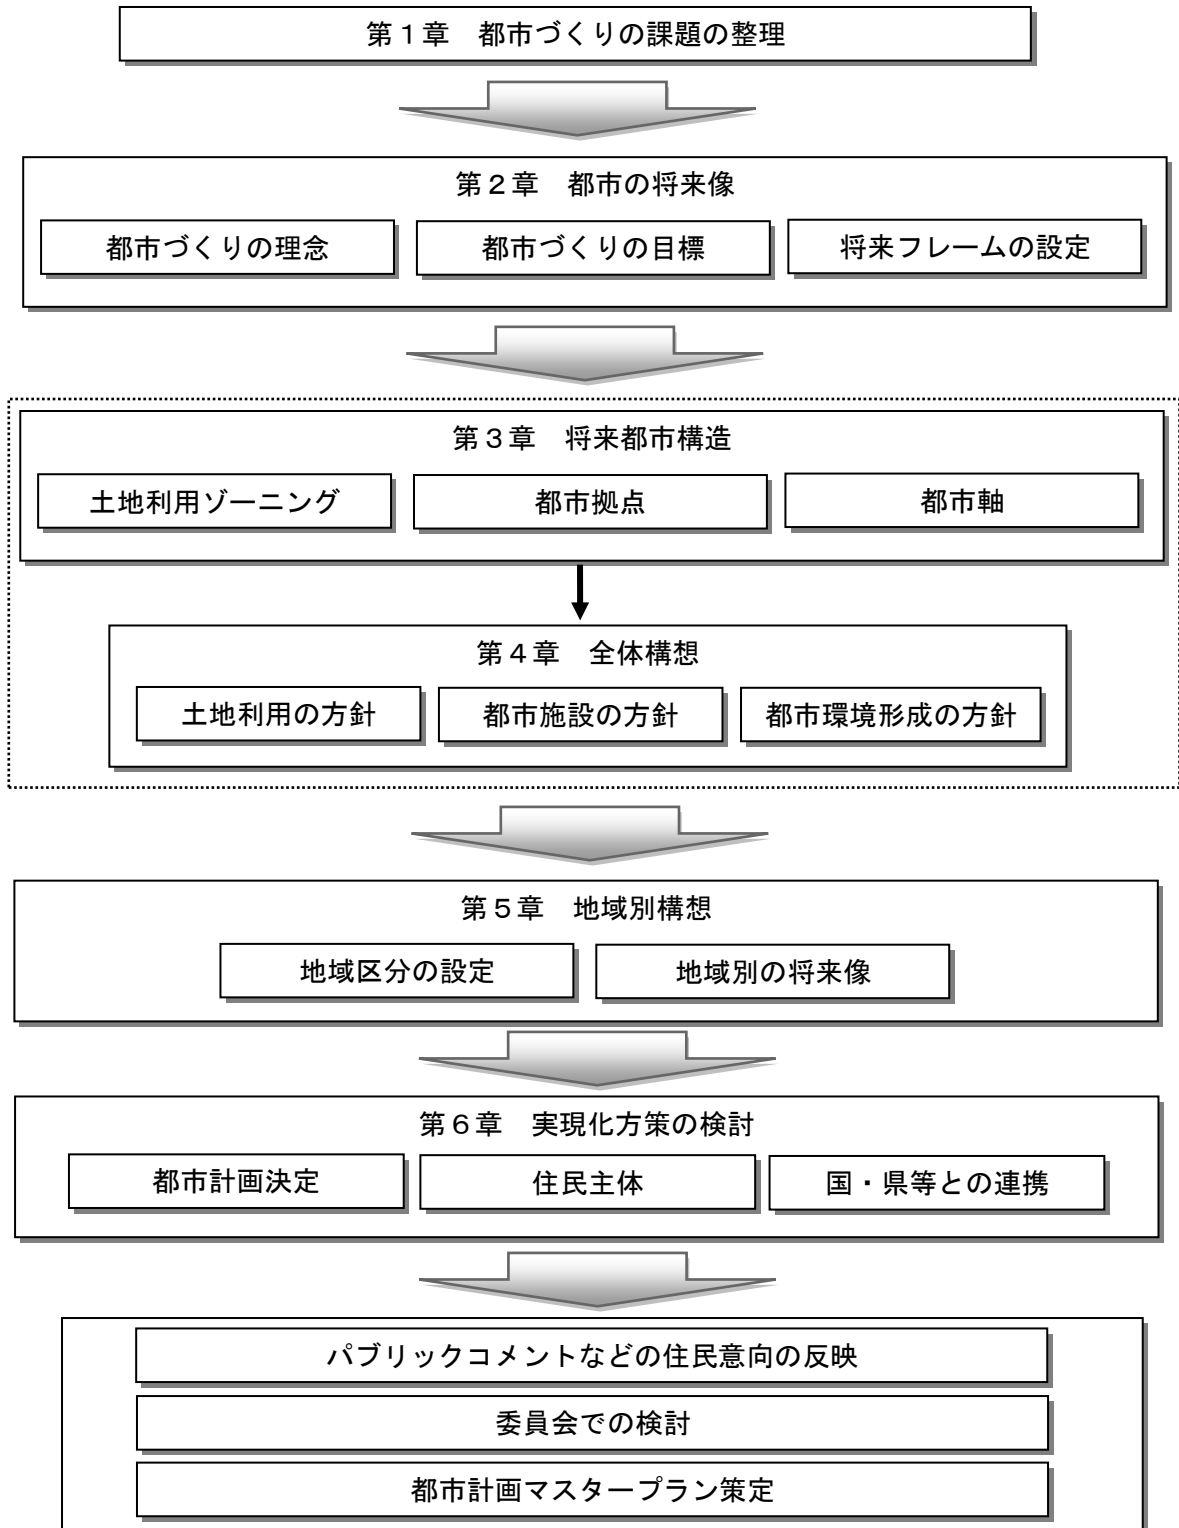 第１章　都市づくりの課題の整理
第２章　都市の将来像
都市づくりの理念
都市づくりの目標
将来フレームの設定
第３章　将来都市構造
土地利用ゾーニング
都市拠点
都市軸
第４章　全体構想
土地利用の方針
都市施設の方針
都市環境形成の方針
第５章　地域別構想
地域区分の設定
地域別の将来像
第６章　実現化方策の検討
都市計画決定
住民主体
国・県等との連携
パブリックコメントなどの住民意向の反映
委員会での検討
都市計画マスタープラン策定